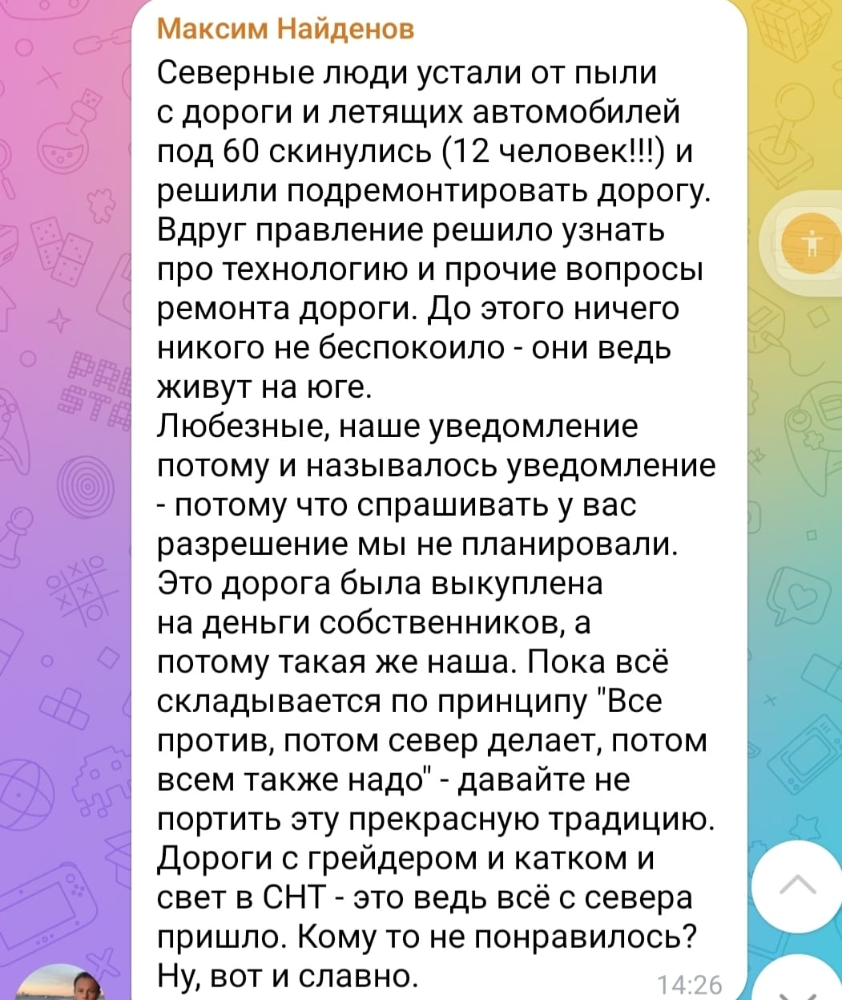 Максим Найденов
Северные люди устали от пыли
с дороги и летящих автомобилей
под 60 скинулись (12 человек!!!) и
решили подремонтировать дорогу.
Вдруг правление решило узнать
про технологию и прочие вопросы
ремонта дороги. До этого ничего
никого не беспокоило - они ведь
живут на юге.
Любезные, наше уведомление
потому и называлось уведомление
- потому что спрашивать у вас
разрешение мы не планировали.
Это дорога была выкуплена
на деньги собственников, а
потому такая же наша. Пока всё
складывается по принципу "Все
против, потом север делает, потом
всем также надо" - давайте не
портить эту прекрасную традицию.
Дороги с грейдером и катком и
свет в СНТ - это ведь всё с севера
пришло. Кому то не понравилось?
Ну, вот и славно.
14:26